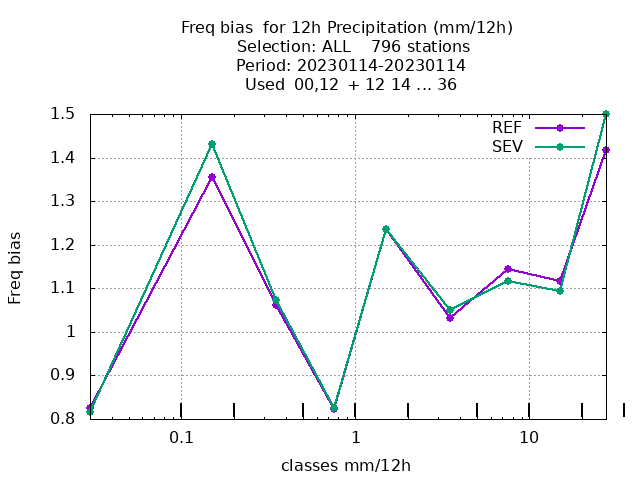 Freq bias  for 12h Precipitation (mm/12h)
Selection: ALL    796 stations
Period: 20230114-20230114
Used  00,12  + 12 14 ... 36
REF
SEV
1.5
1.4
1.3
1.2
1.1
1
0.9
0.8
Freq bias
0.1
1
10
classes mm/12h